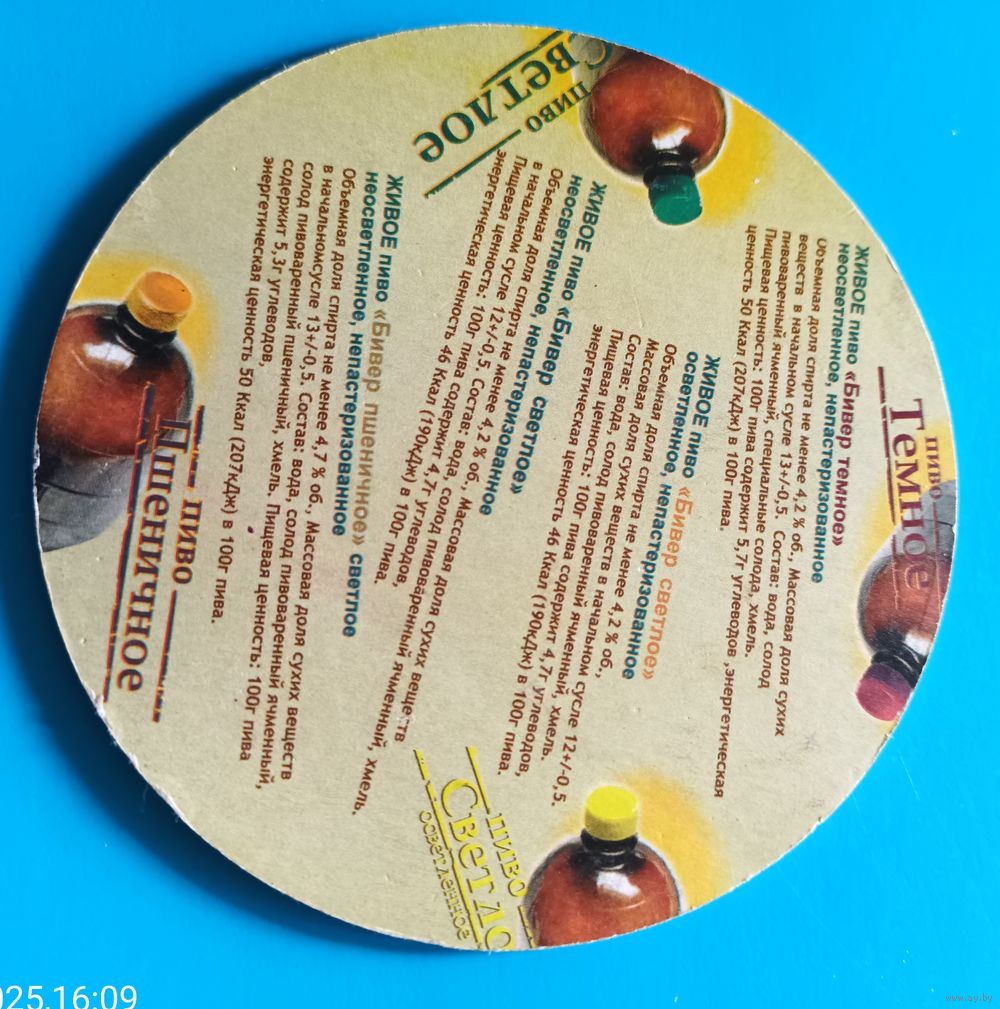 пиво
Темное
ЖИВОЕ пиво «Бивер темное»
неосветленное, непастеризованное
Объемная доля спирта не менее 4,2 % об., Массовая доля сухих
веществ в начальном сусле 13+/-0,5. Состав: вода, солод
пивоваренный ячменный, специальные солода, хмель.
Пищевая ценность: 100г пива содержит 5,7г углеводов ,энергетическая
ценность 50 Ккал (207кДж) в 100г пива.
ЖИВОЕ пиво «Бивер светлое»
осветленное, непастеризованное
Объемная доля спирта не менее 4,2 % об.,
Массовая доля сухих веществ в начальном сусле 12+/-0,5.
Состав: вода, солод пивоваренный ячменный, хмель.
Пищевая ценность: 100г пива содержит 4,7г углеводов,
энергетическая ценность 46 Ккал (190кДж) в 100г пива.
ЖИВОЕ пиво «Бивер светлое»
неосветленное, непастеризованное
Объемная доля спирта не менее 4,2 % об., Массовая доля сухих веществ
в начальном сусле 12+/-0,5. Состав: вода, солод пивоваренный ячменный, хмель.
Пищевая ценность: 100г пива содержит 4,7г углеводов,
энергетическая ценность 46 Ккал (190кДж) в 100г пива.
ЖИВОЕ пиво «Бивер пшеничное» светлое
неосветленное, непастеризованное
Объемная доля спирта не менее 4,7 % об., Массовая доля сухих веществ
в начальномсусле 13+/-0,5. Состав: вода, солод пивоваренный ячменный,
солод пивоваренный пшеничный, хмель. Пищевая ценность: 100г пива
содержит 5,3г углеводов,
энергетическая ценность 50 Ккал (207кДж) в 100г пива.
пиво
Светлое
пиво
Пшеничное
пиво
Светло
осветленное
025.16:09
www.ay.by